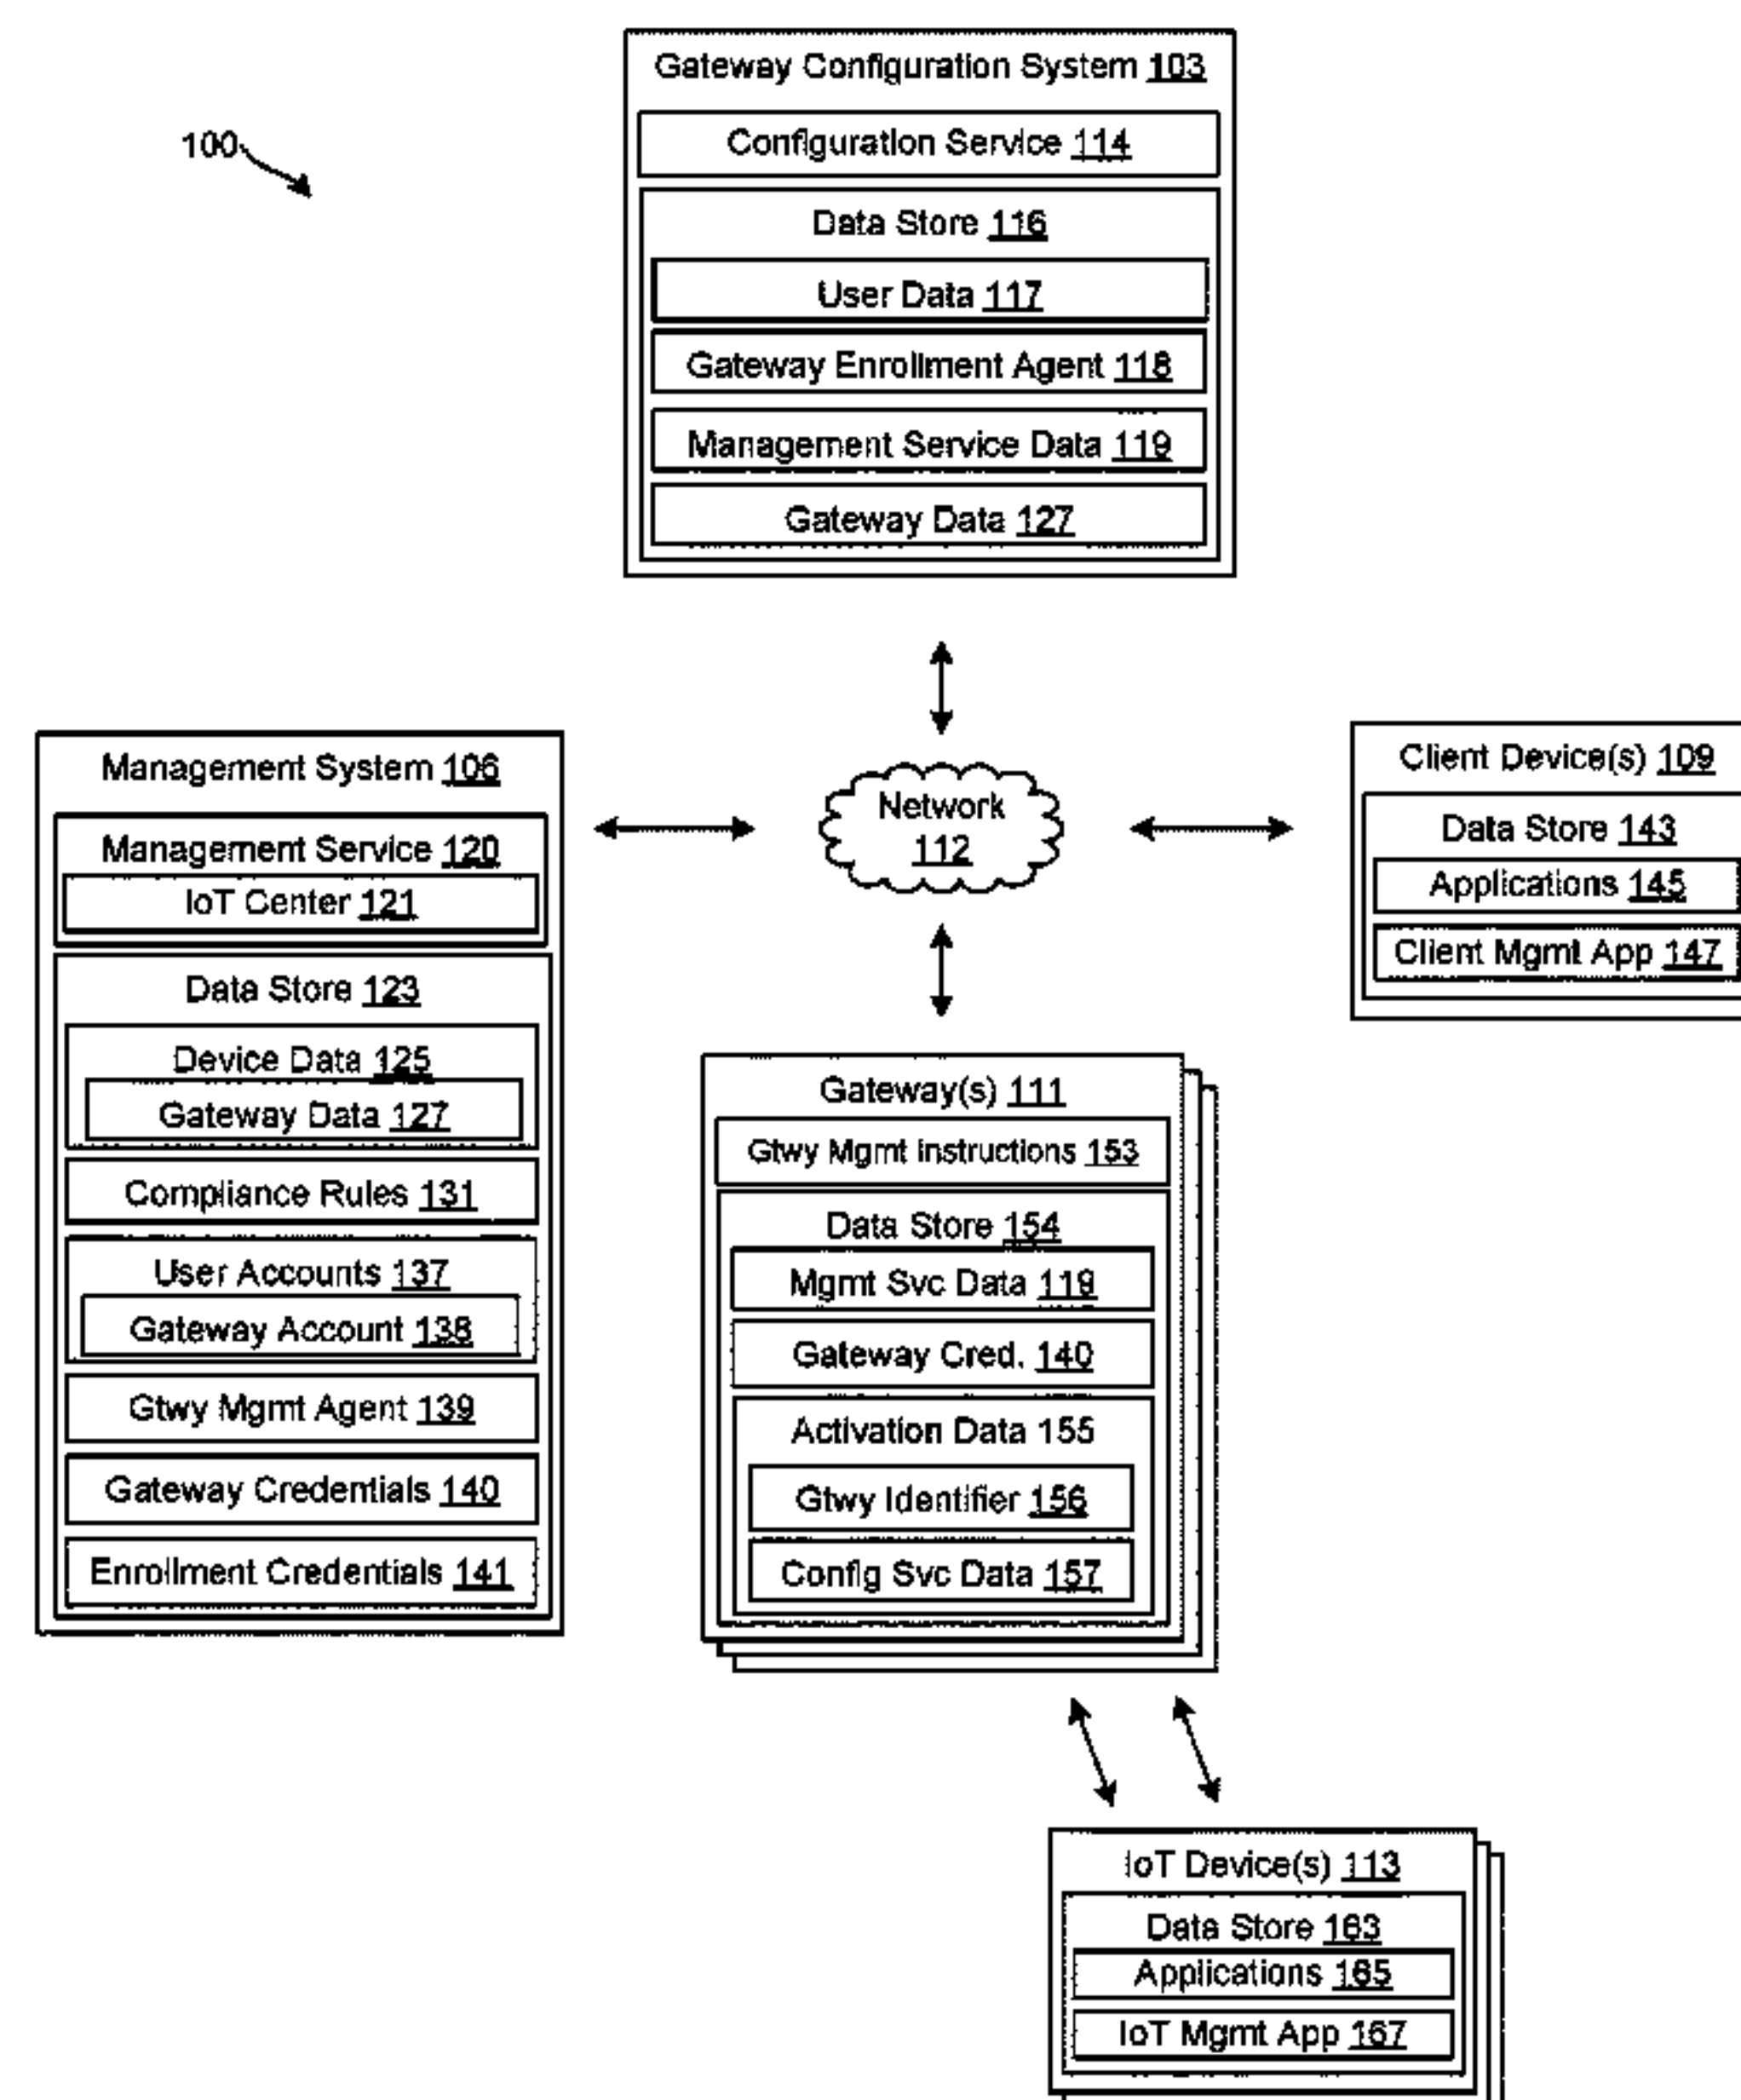 100
Gateway Configuration System 103
Configuration Service 114
Data Store 116
User Data 117
Gateway Enrollment Agent 118
Management Service Data 119
Gateway Data 127
Management System 106
Management Service 120
IoT Center 121
Data Store 123
Device Data 125
Gateway Data 127
Compliance Rules 131
User Accounts 137
Gateway Account 138
Gtwy Mgmt Agent 139
Gateway Credentials 140
Enrollment Credentials 141
Network
112
Client Device(s) 109
Data Store 143
Applications 145
Client Mgmt App 147
Gateway(s) 111
Gtwy Mgmt Instructions 153
Data Store 154
Mgmt Svc Data 119
Gateway Cred. 140
Activation Data 155
Gtwy Identifier 156
Config Svc Data 157
IoT Device(s) 113
Data Store 163
Applications 165
IoT Mgmt App 167